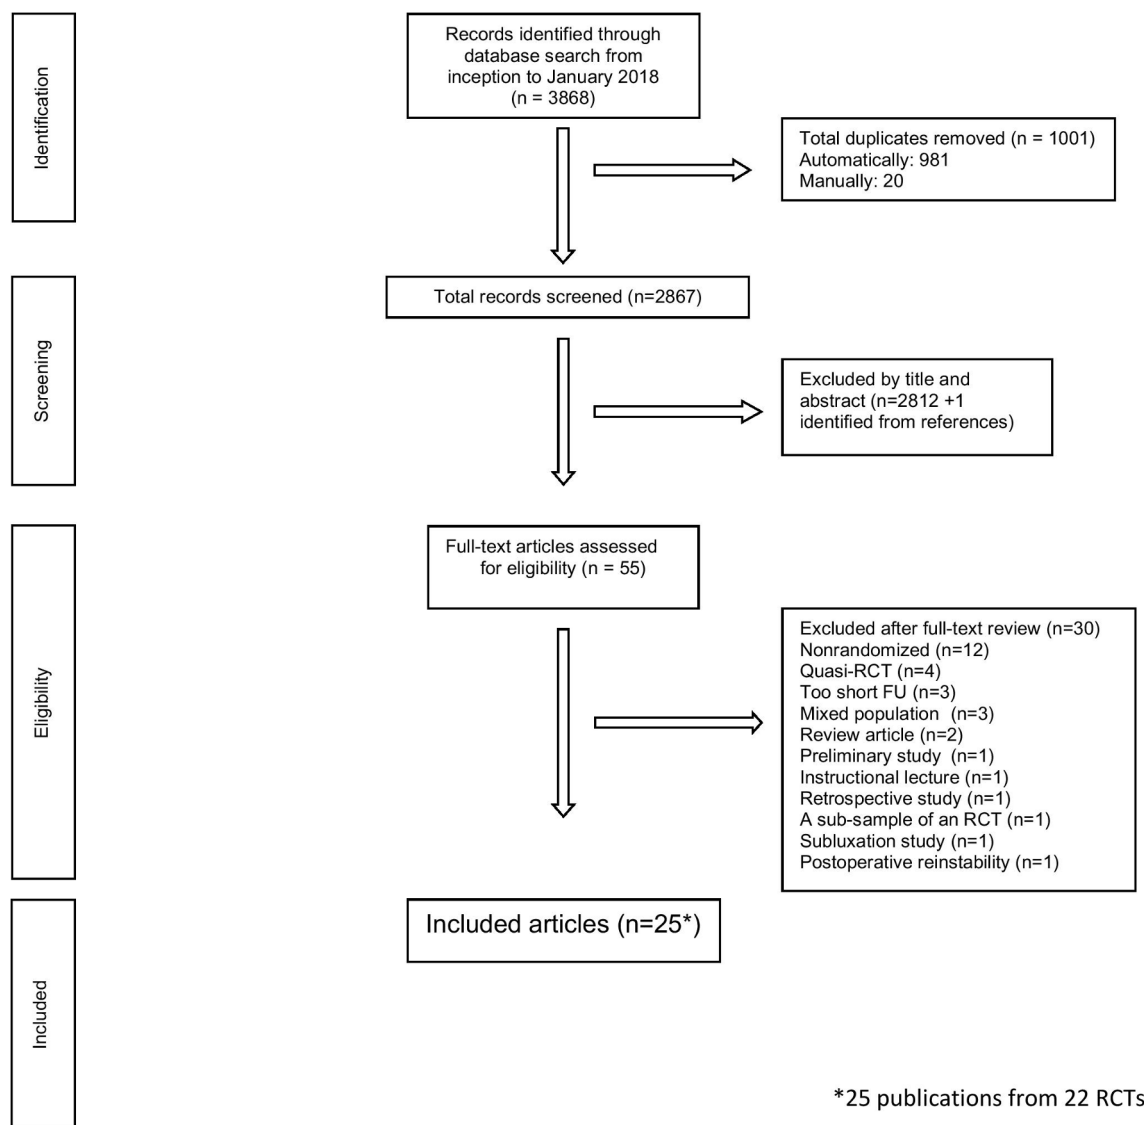 Identification
Records identified through
database search from
inception to January 2018
(n = 3868)
Total duplicates removed (n = 1001)
Automatically: 981
Manually: 20
Screening
Total records screened (n=2867)
Excluded by title and
abstract (n=2812 +1
identified from references)
Eligibility
Full-text articles assessed
for eligibility (n = 55)
Excluded after full-text review (n=30)
Nonrandomized (n=12)
Quasi-RCT (n=4)
Too short FU (n=3)
Mixed population (n=3)
Review article (n=2)
Preliminary study (n=1)
Instructional lecture (n=1)
Retrospective study (n=1)
A sub-sample of an RCT (n=1)
Subluxation study (n=1)
Postoperative reinstability (n=1)
Included
Included articles (n=25*)
*25 publications from 22 RCTs